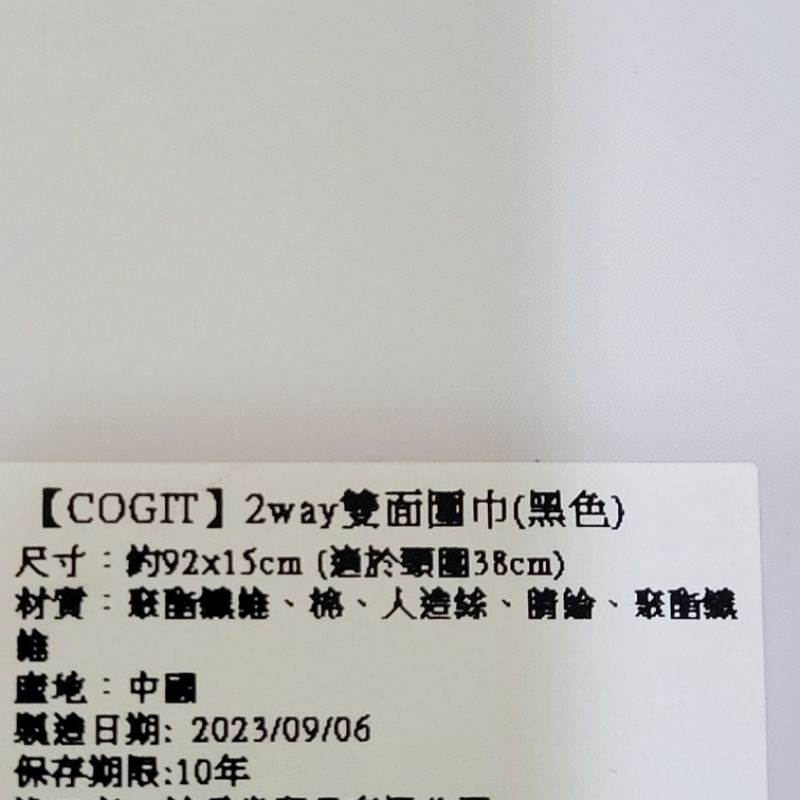 【COGIT】2way雙面圍巾(黑色)
尺寸：約92x15cm (適於頸圍38cm)
材質：聚酯纖維、棉、人造絲、腈綸、聚酯纖
維
產地：中國
製造日期: 2023/09/06
保存期限:10年